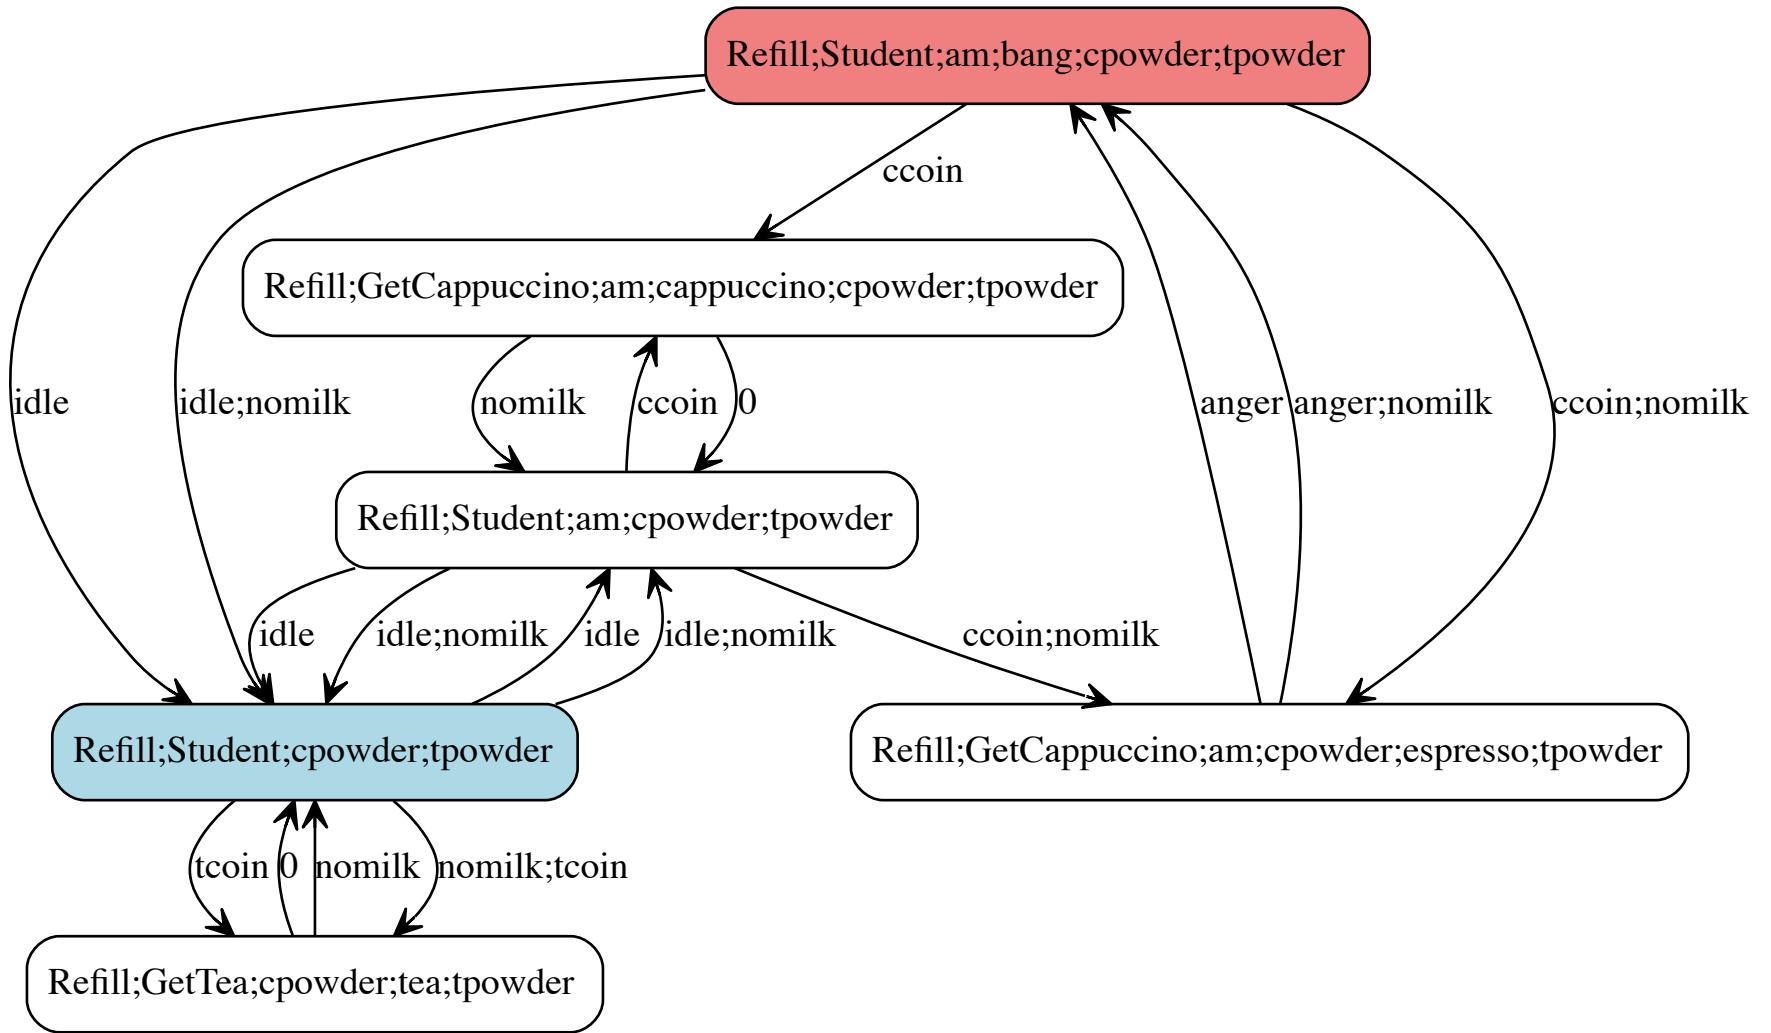 Refill;Student;am;bang;cpowder;tpowder
ccoin
Refill;GetCappuccino;am;cappuccino;cpowder;tpowder
idle
idle;nomilk
nomilk
ccoin
0
anger
anger;nomilk
ccoin;nomilk
Refill;Student;am;cpowder;tpowder
idle
idle;nomilk
idle
idle;nomilk
ccoin;nomilk
Refill;Student;cpowder;tpowder
Refill;GetCappuccino;am;cpowder;espresso;tpowder
tcoin
0
nomilk
nomilk;tcoin
Refill;GetTea;cpowder;tea;tpowder